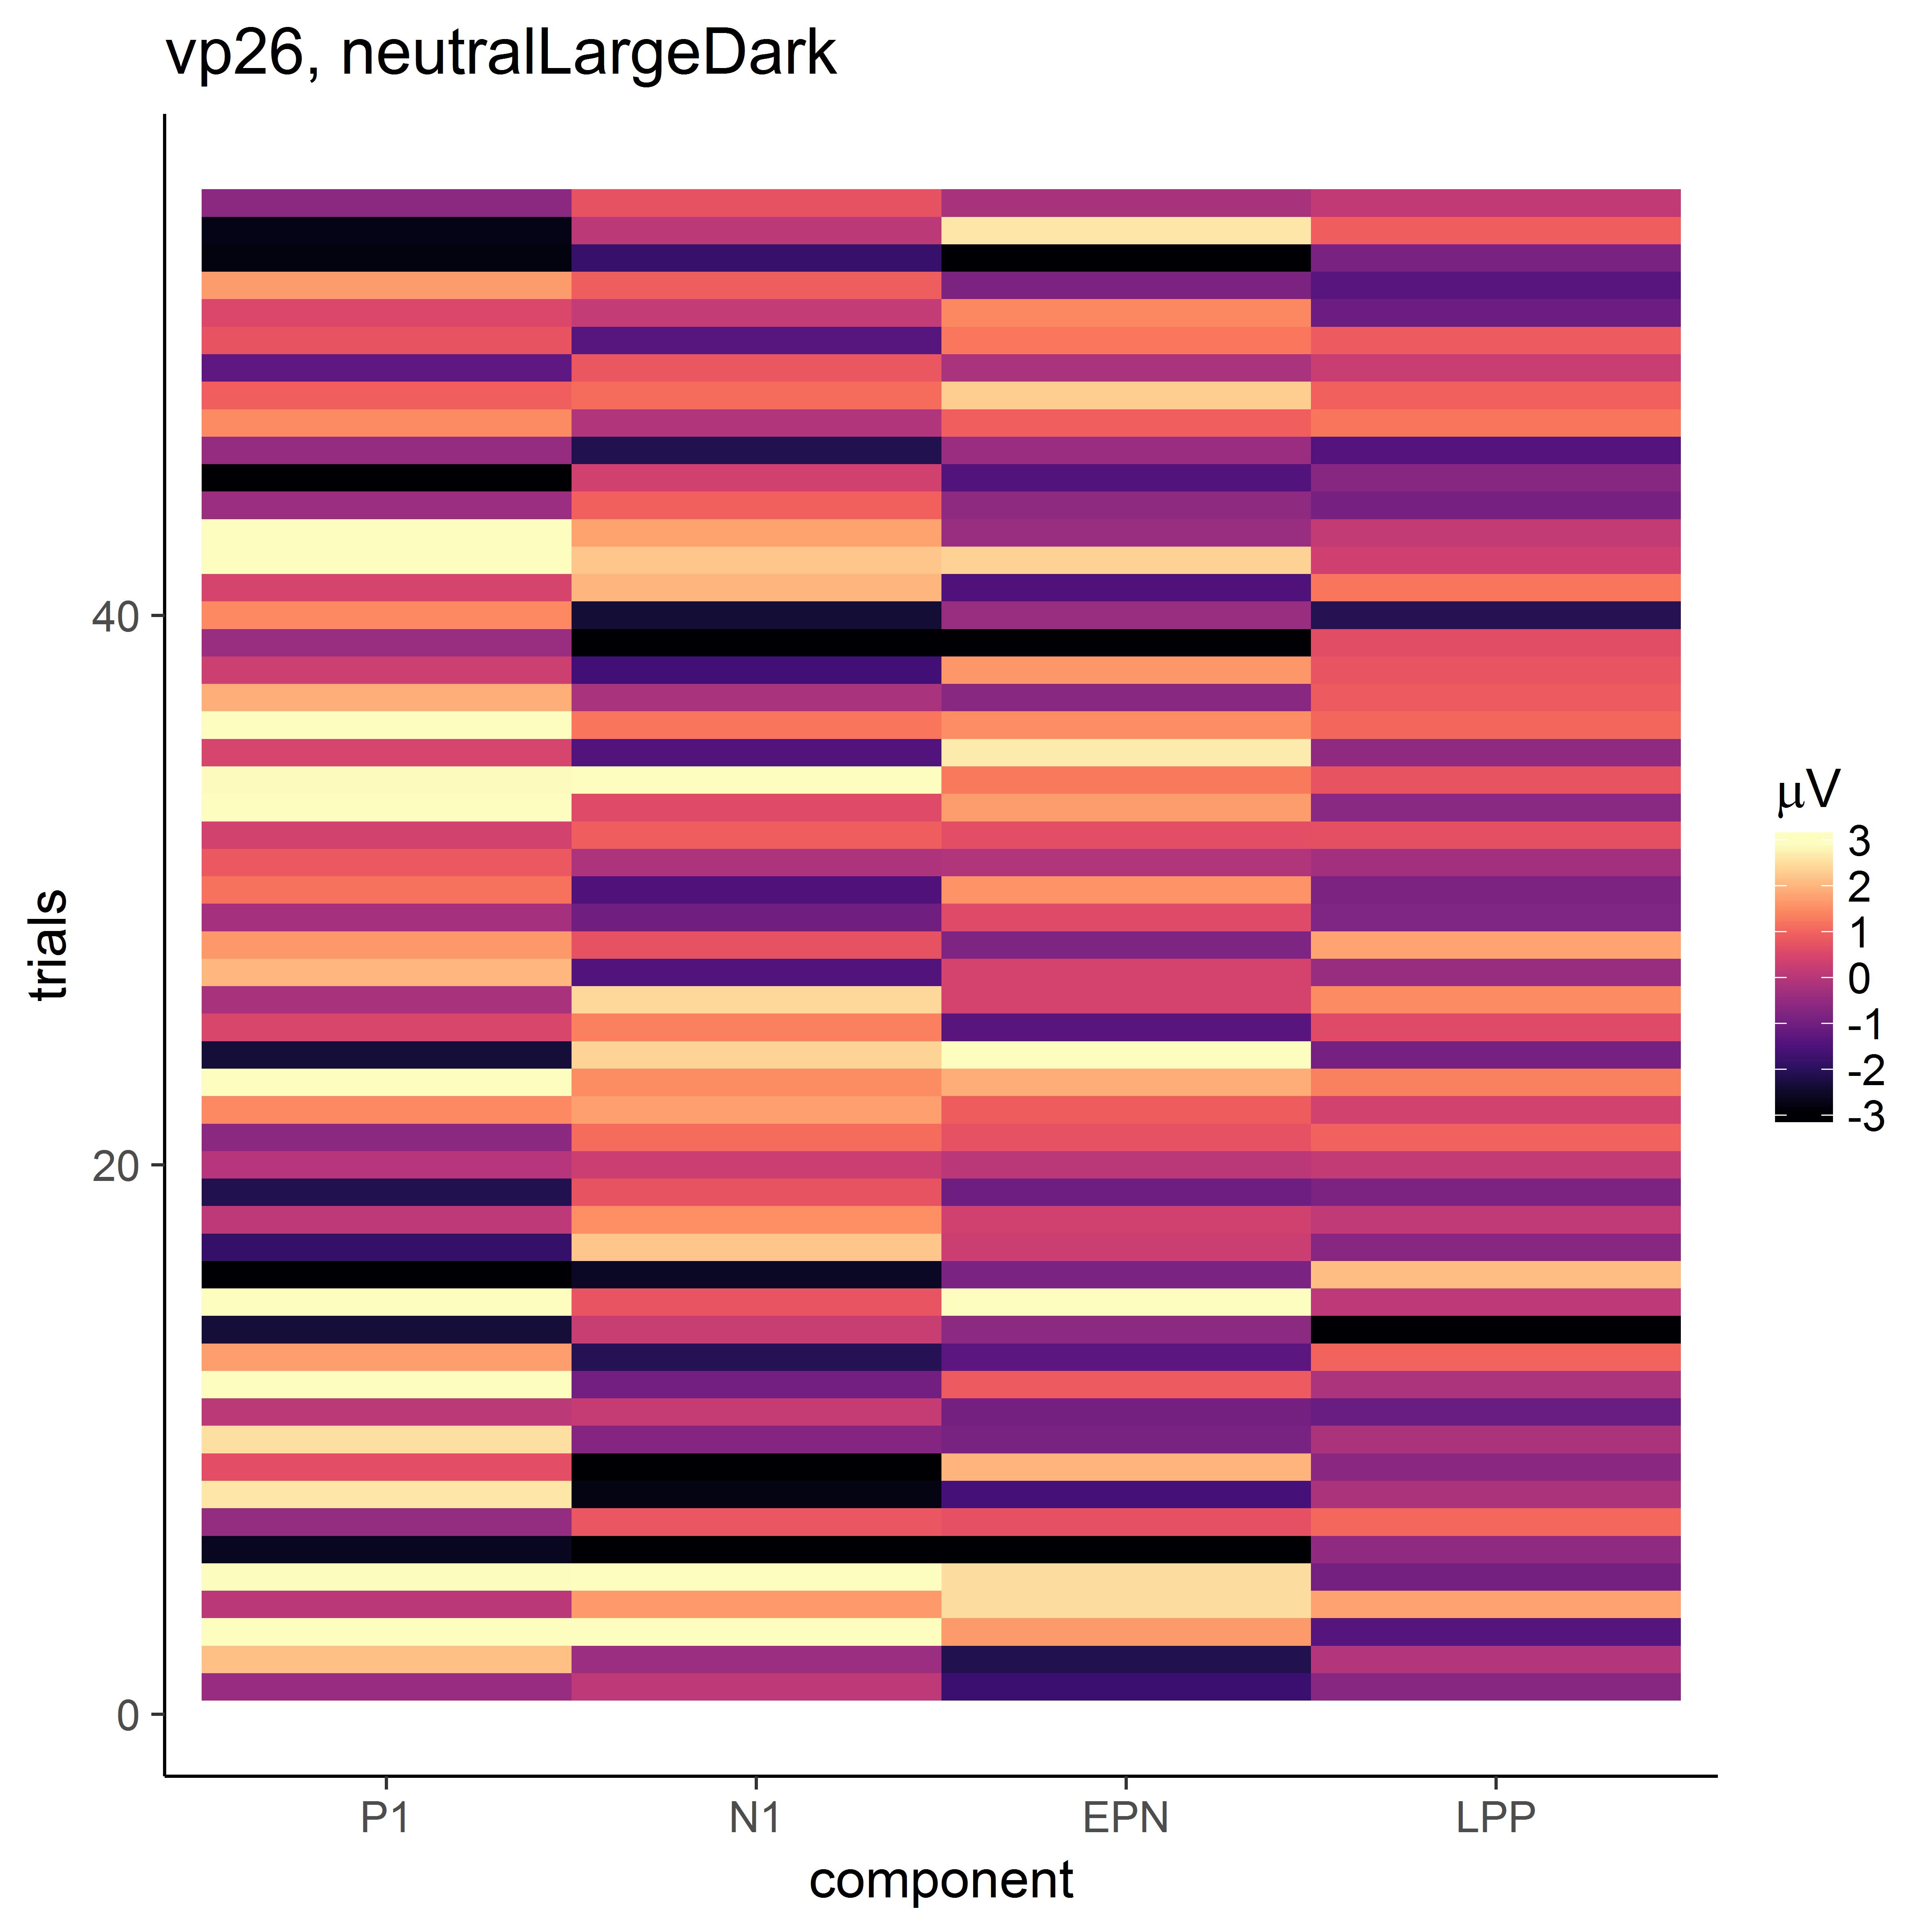 vp26, neutralLargeDark
trials
40
20
0
P1 N1 EPN LPP
component
μV
3
2
1
0
-1
-2
-3